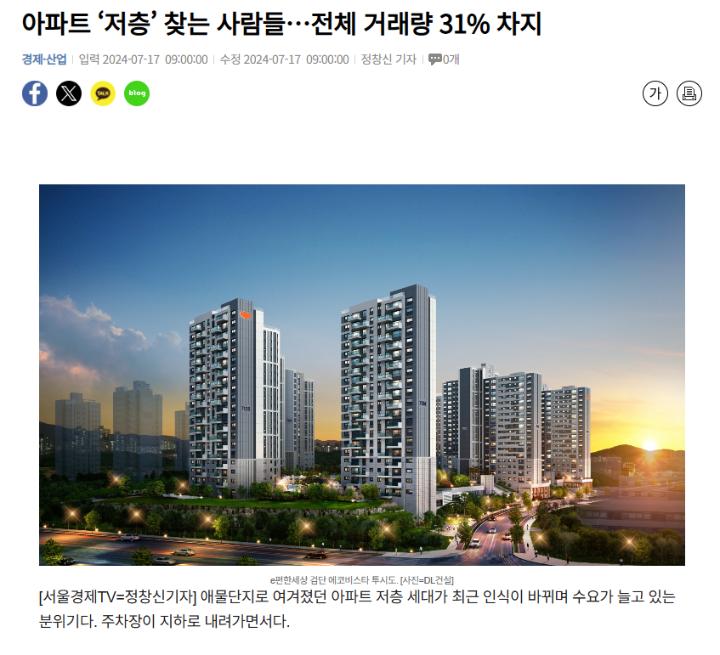 아파트 ‘저층’ 찾는 사람들…전체 거래량 31% 차지
경제·산업 | 입력 2024-07-17 09:00:00 | 수정 2024-07-17 09:00:00 | 정창신 기자 | 0개
TALK
blog
가
e편한세상 검단 에코비스타 투시도. [사진=DL건설]
[서울경제TV=정창신기자] 애물단지로 여겨졌던 아파트 저층 세대가 최근 인식이 바뀌며 수요가 늘고 있는
분위기다. 주차장이 지하로 내려가면서다.